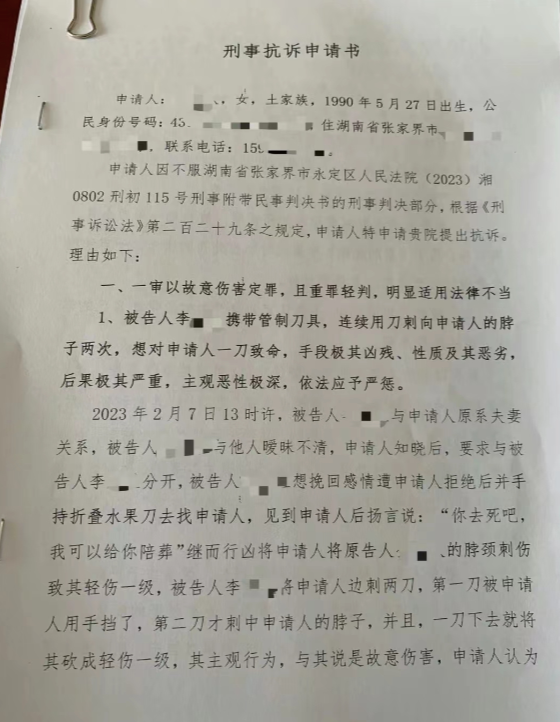 刑事抗诉申请书
申请人： ，女，土家族，1990年5月27日出生，公
民身份号码：43. 住湖南省张家界市
，联系电话：159 。
申请人因不服湖南省张家界市永定区人民法院（2023）湘
0802刑初115号刑事附带民事判决书的刑事判决部分，根据《刑
事诉讼法》第二百二十九条之规定，申请人特申请贵院提出抗诉。
理由如下：
一、一审以故意伤害定罪，且重罪轻判，明显适用法律不当
1、被告人李 携带管制刀具，连续用刀刺向申请人的脖
子两次，想对申请人一刀致命，手段极其凶残、性质及其恶劣，
后果极其严重，主观恶性极深，依法应予严惩。
2023年2月7日13时许，被告人 与申请人原系夫妻
关系，被告人 与他人暧昧不清，申请人知晓后，要求与被
告人李 分开，被告人 想挽回感情遭申请人拒绝后并手
持折叠水果刀去找申请人，见到申请人后扬言说：“你去死吧，
我可以给你陪葬”继而行凶将申请人将原告人 的脖颈刺伤
致其轻伤一级，被告人李 将申请人边刺两刀，第一刀被申请
人用手挡了，第二刀才刺中申请人的脖子，并且，一刀下去就将
其砍成轻伤一级，其主观行为，与其说是故意伤害，申请人认为